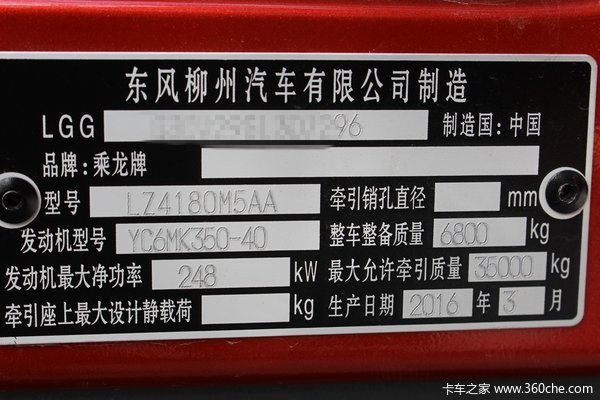 东风柳州汽车有限公司制造
LGG 96 制造国：中国
品牌：乘龙牌
型号 LZ4180M5AA 牵引销孔直径 mm
发动机型号 YC6MK350-40 整车整备质量 6800 kg
发动机最大净功率 248 kW 最大允许牵引质量 35000 kg
牵引座上最大设计静载荷 kg 生产日期 2016 年 3 月
卡车之家 www.360che.com